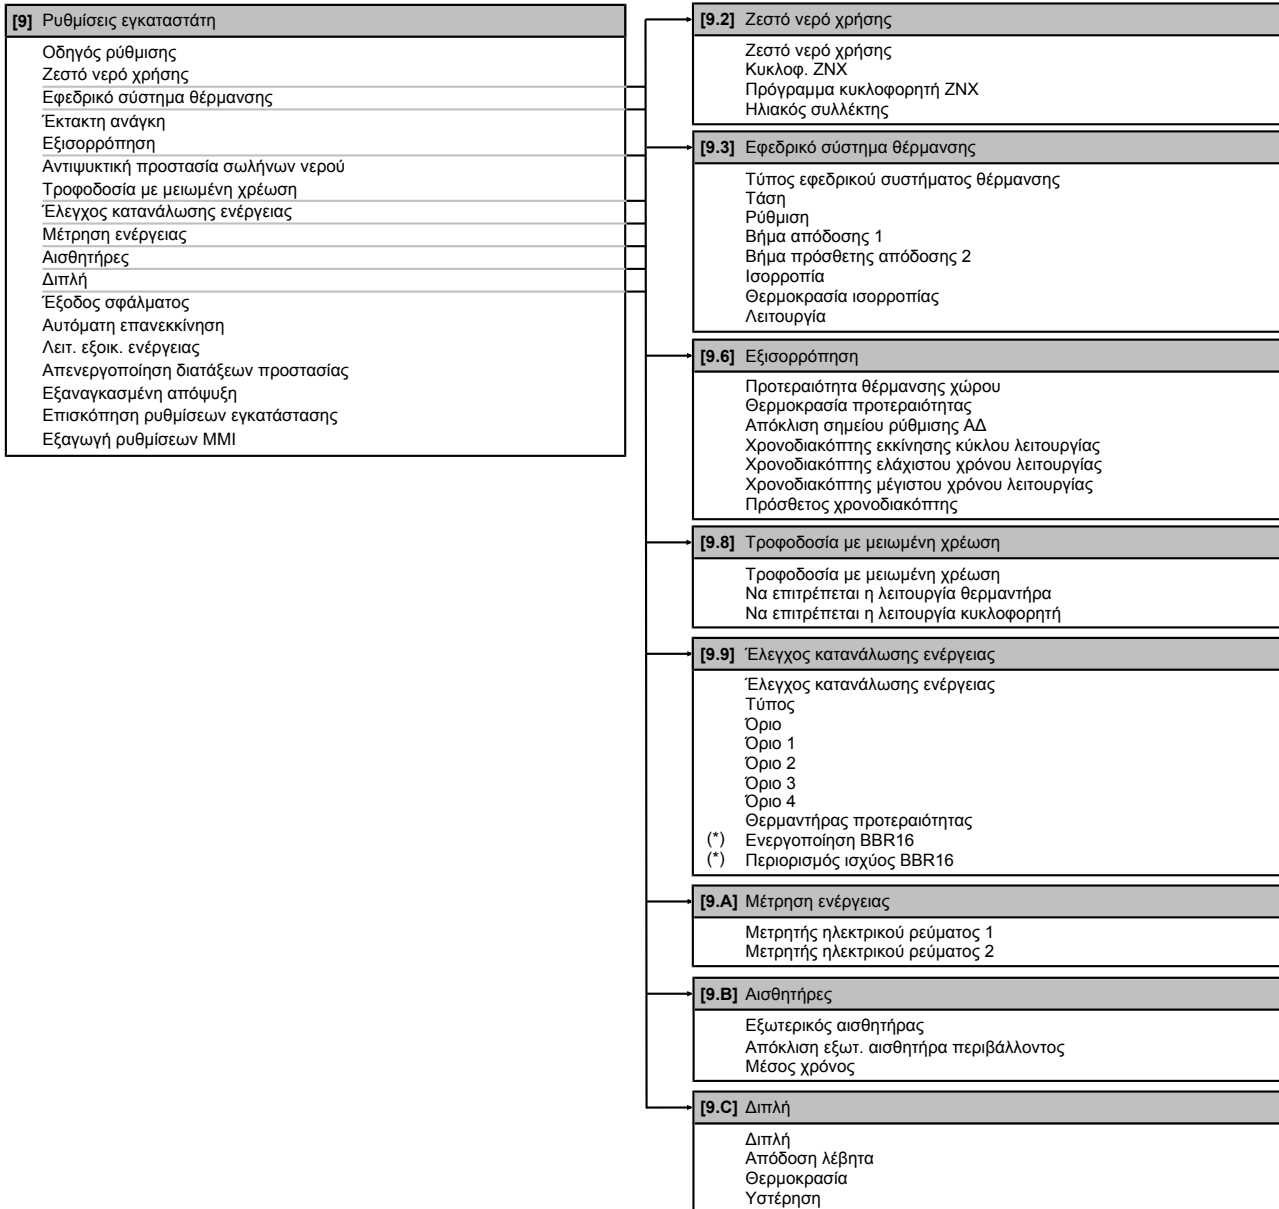 [9] Ρυθμίσεις εγκαταστάτη
Οδηγός ρύθμισης
Ζεστό νερό χρήσης
Εφεδρικό σύστημα θέρμανσης
Έκτακτη ανάγκη
Εξισορρόπηση
Αντιψυκτική προστασία σωλήνων νερού
Τροφοδοσία με μειωμένη χρέωση
Έλεγχος κατανάλωσης ενέργειας
Μέτρηση ενέργειας
Αισθητήρες
Διπλή
Έξοδος σφάλματος
Αυτόματη επανεκκίνηση
Λειτ. εξοικ. ενέργειας
Απενεργοποίηση διατάξεων προστασίας
Εξαναγκασμένη απόψυξη
Επισκόπηση ρυθμίσεων εγκατάστασης
Εξαγωγή ρυθμίσεων MMI
[9.2] Ζεστό νερό χρήσης
Ζεστό νερό χρήσης
Κυκλοφ. ΖΝΧ
Πρόγραμμα κυκλοφορητή ΖΝΧ
Ηλιακός συλλέκτης
[9.3] Εφεδρικό σύστημα θέρμανσης
Τύπος εφεδρικού συστήματος θέρμανσης
Τάση
Ρύθμιση
Βήμα απόδοσης 1
Βήμα πρόσθετης απόδοσης 2
Ισορροπία
Θερμοκρασία ισορροπίας
Λειτουργία
[9.6] Εξισορρόπηση
Προτεραιότητα θέρμανσης χώρου
Θερμοκρασία προτεραιότητας
Απόκλιση σημείου ρύθμισης ΑΔ
Χρονοδιακόπτης εκκίνησης κύκλου λειτουργίας
Χρονοδιακόπτης ελάχιστου χρόνου λειτουργίας
Χρονοδιακόπτης μέγιστου χρόνου λειτουργίας
Πρόσθετος χρονοδιακόπτης
[9.8] Τροφοδοσία με μειωμένη χρέωση
Τροφοδοσία με μειωμένη χρέωση
Να επιτρέπεται η λειτουργία θερμαντήρα
Να επιτρέπεται η λειτουργία κυκλοφορητή
[9.9] Έλεγχος κατανάλωσης ενέργειας
Έλεγχος κατανάλωσης ενέργειας
Τύπος
Όριο
Όριο 1
Όριο 2
Όριο 3
Όριο 4
Θερμαντήρας προτεραιότητας
(*) Ενεργοποίηση BBR16
(*) Περιορισμός ισχύος BBR16
[9.A] Μέτρηση ενέργειας
Μετρητής ηλεκτρικού ρεύματος 1
Μετρητής ηλεκτρικού ρεύματος 2
[9.B] Αισθητήρες
Εξωτερικός αισθητήρας
Απόκλιση εξωτ. αισθητήρα περιβάλλοντος
Μέσος χρόνος
[9.C] Διπλή
Διπλή
Απόδοση λέβητα
Θερμοκρασία
Υστέρηση